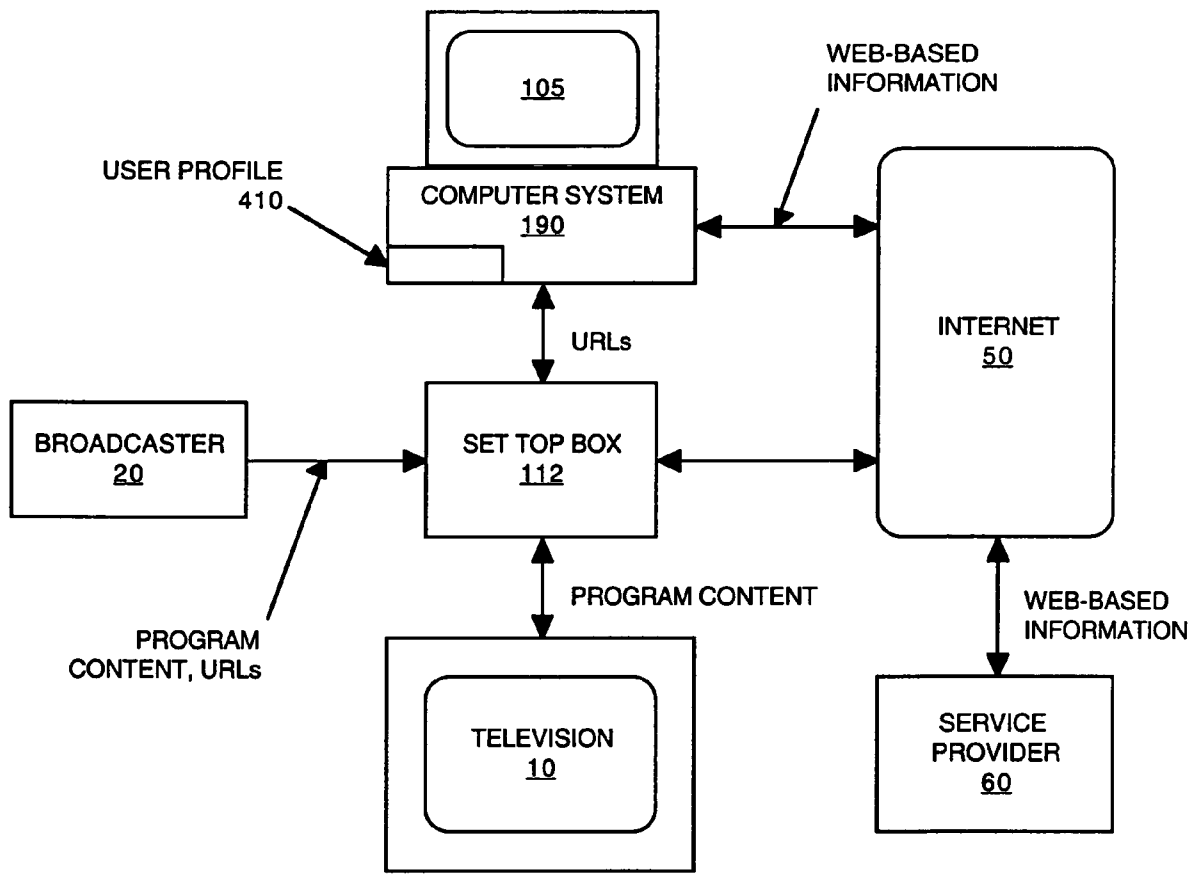 105
WEB-BASED
INFORMATION
USER PROFILE
410
COMPUTER SYSTEM
190
URLs
INTERNET
50
BROADCASTER
20
SET TOP BOX
112
PROGRAM
CONTENT, URLs
PROGRAM CONTENT
WEB-BASED
INFORMATION
TELEVISION
10
SERVICE
PROVIDER
60